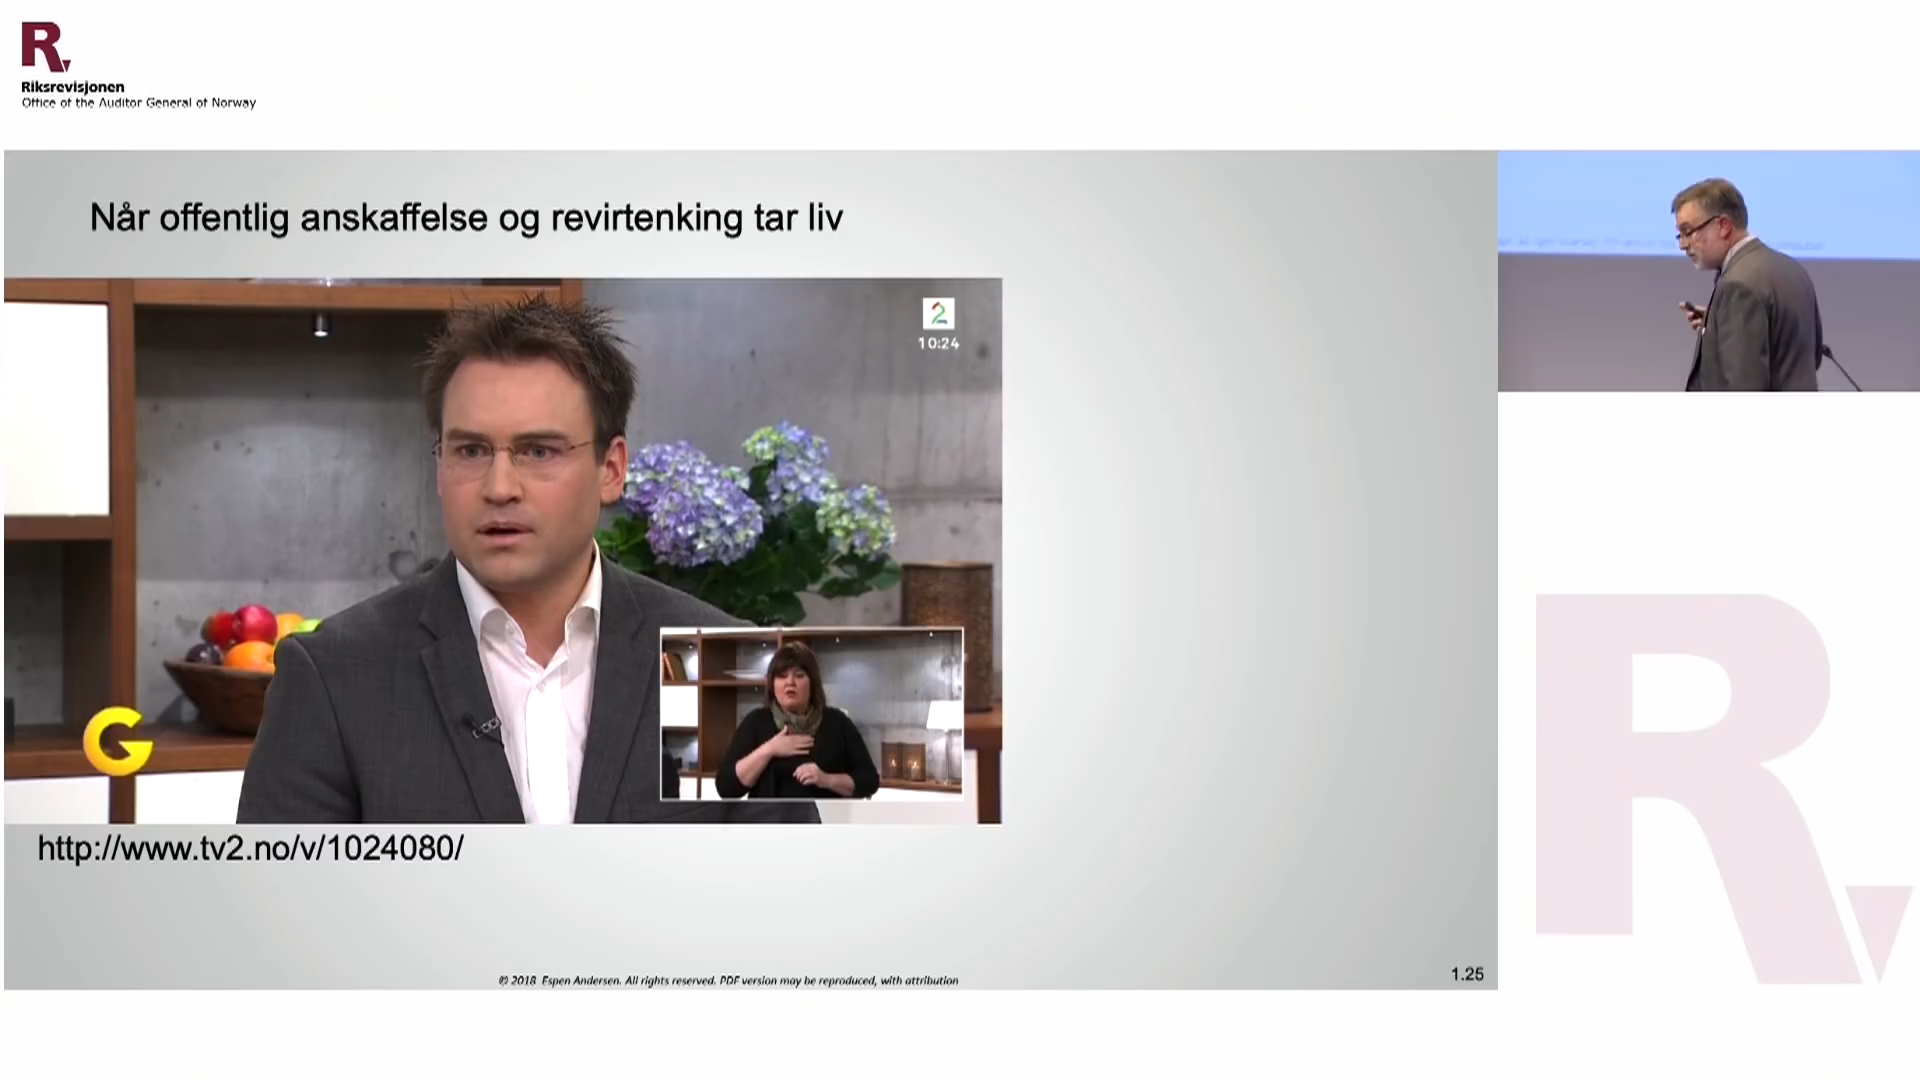 R
Riksrevisjonen
Office of the Auditor General of Norway
Når offentlig anskaffelse og revirtenking tar liv
2
10:24
G
http://www.tv2.no/v/1024080/
© 2018 Espen Andersen. All rights reserved. PDF version may be reproduced, with attribution
1.25
R